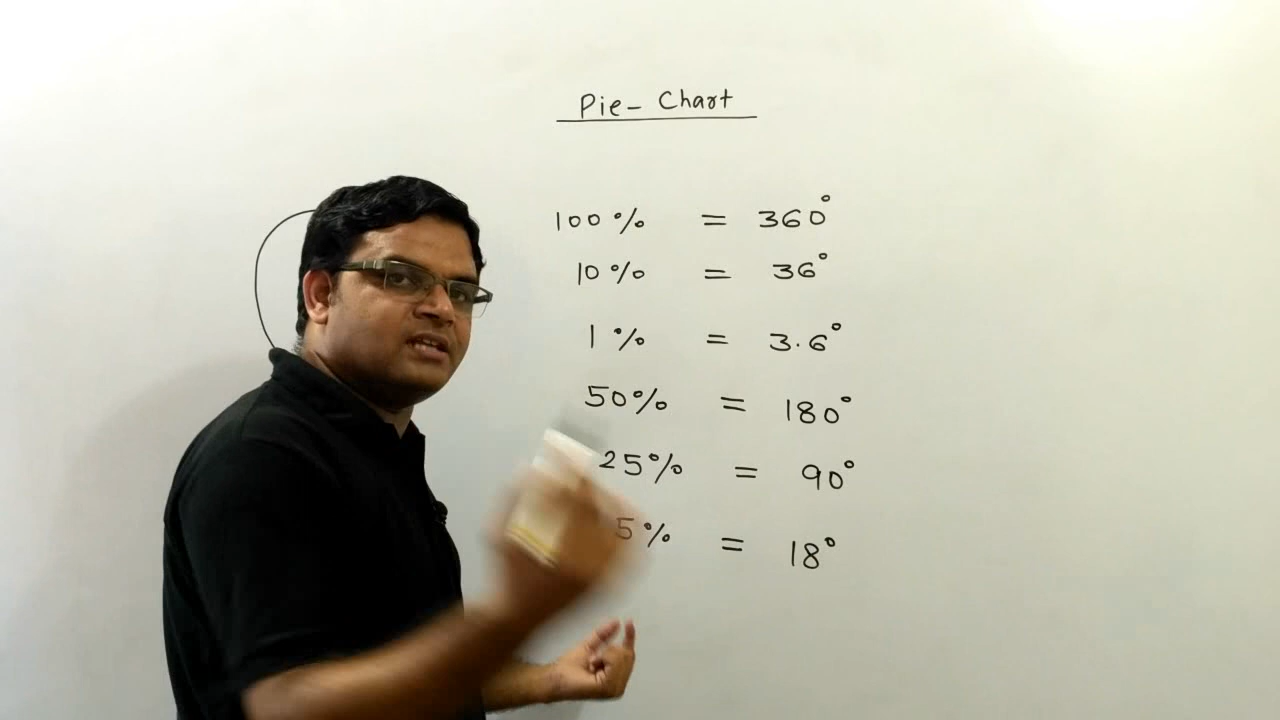 Pie- Chart
100% = 360°
10% = 36°
1% = 3.6°
50% = 180°
25% = 90°
5% = 18°